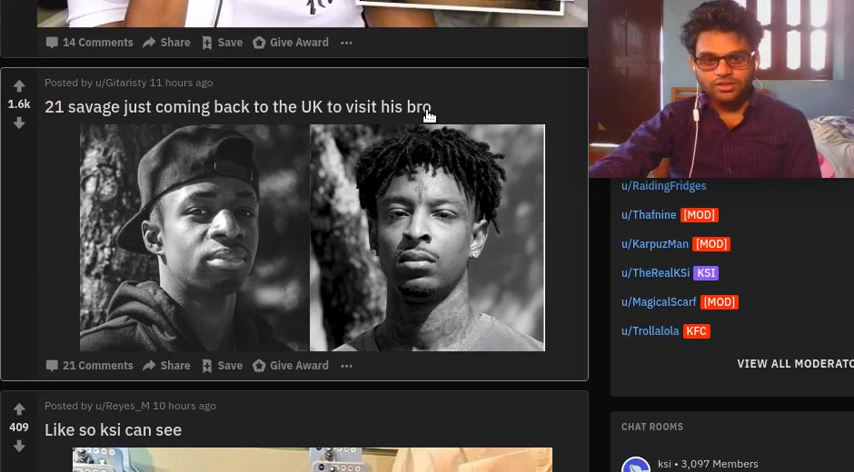 14 Comments Share Save Give Award
Posted by u/Gitaristy 11 hours ago
1.6k
21 savage just coming back to the UK to visit his bro
21 Comments Share Save Give Award
Posted by u/Reyes_M 10 hours ago
409
Like so ksi can see
u/RaidingFridges
u/Thafnine [MOD]
u/KarpuzMan [MOD]
u/TheRealKSi KSI
u/MagicalScarf [MOD]
u/Trollalola KFC
VIEW ALL MODERATO
CHAT ROOMS
ksi • 3,097 Members